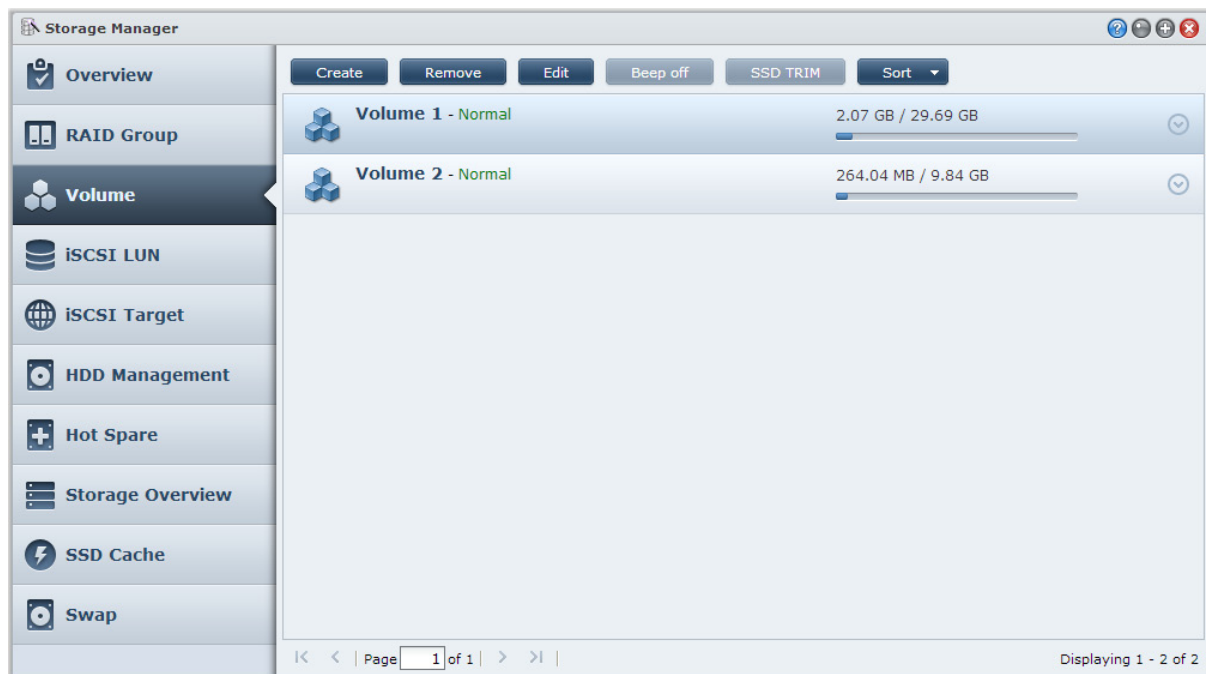 Storage Manager
Overview
RAID Group
Volume
iSCSI LUN
iSCSI Target
HDD Management
Hot Spare
Storage Overview
SSD Cache
Swap
Create Remove Edit Beep off SSD TRIM Sort
Volume 1 - Normal 2.07 GB / 29.69 GB
Volume 2 - Normal 264.04 MB / 9.84 GB
Page 1 of 1 Displaying 1 - 2 of 2